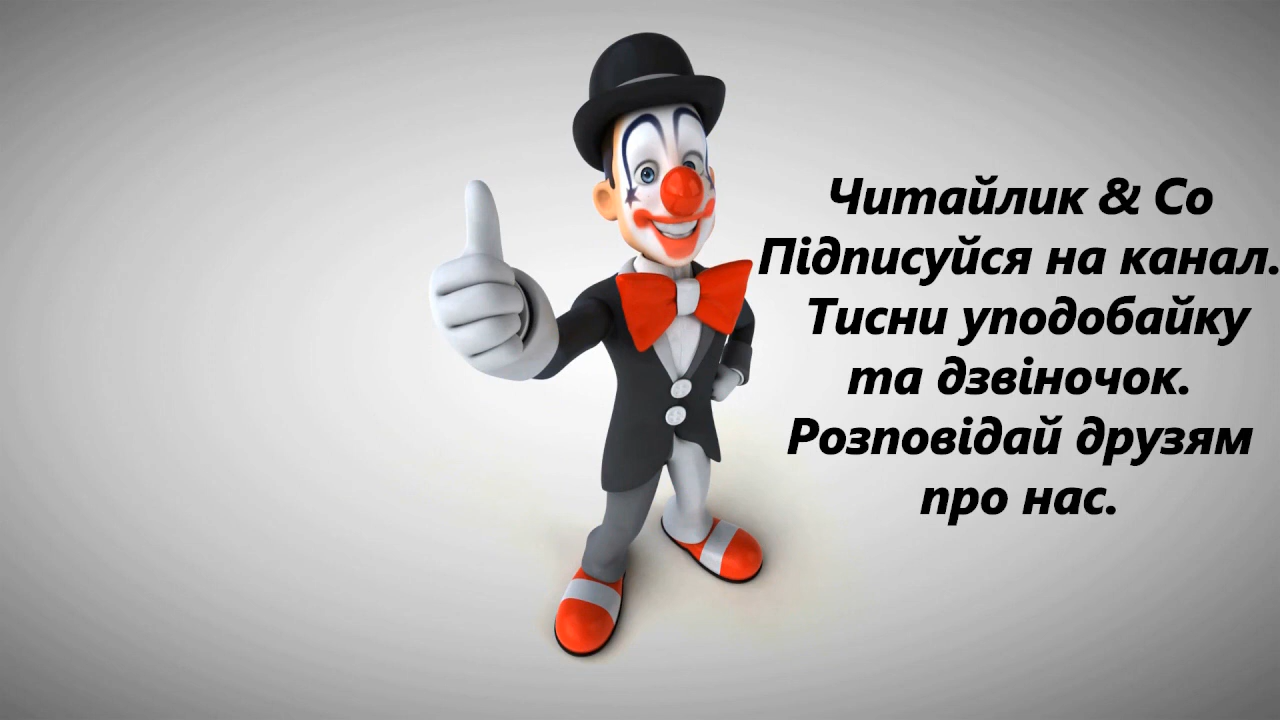 Читайлик & Co
Підписуйся на канал.
Тисни уподобайку
та дзвіночок.
Розповідай друзям
про нас.